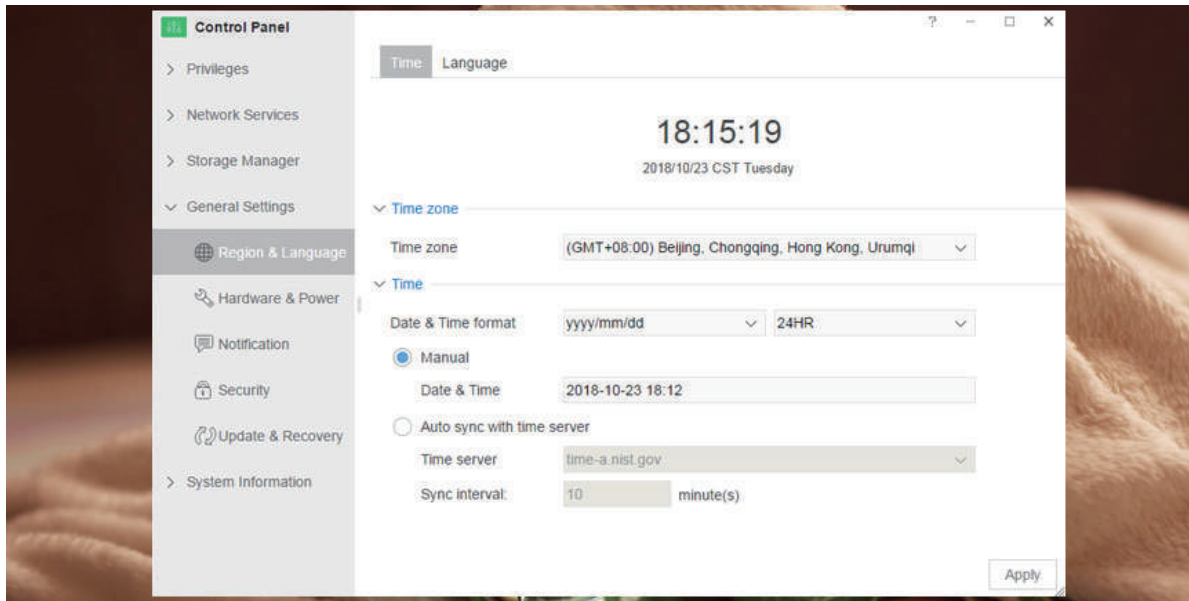 Control Panel
?
Privileges
Network Services
Storage Manager
General Settings
Region & Language
Hardware & Power
Notification
Security
Update & Recovery
System Information
Time Language
18:15:19
2018/10/23 CST Tuesday
Time zone
Time zone (GMT+08:00) Beijing, Chongqing, Hong Kong, Urumqi
Time
Date & Time format yyyy/mm/dd 24HR
Manual
Date & Time 2018-10-23 18:12
Auto sync with time server
Time server time-a.nist.gov
Sync interval: 10 minute(s)
Apply